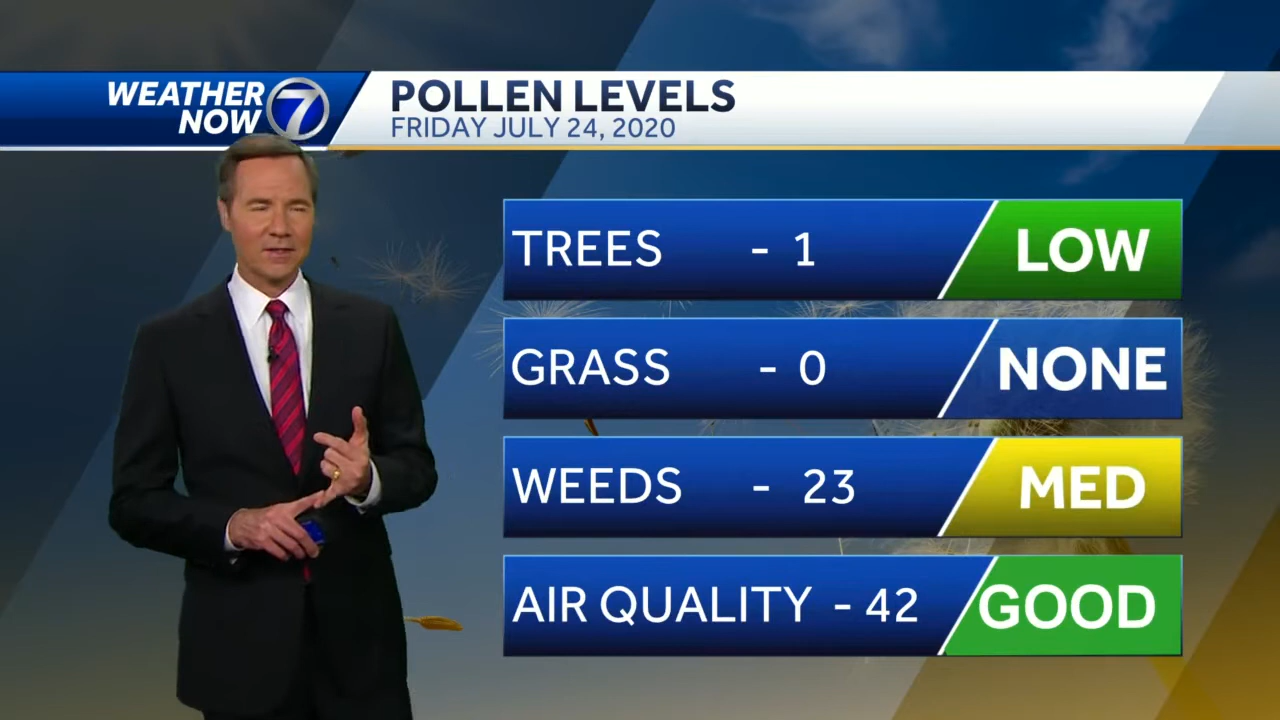 WEATHER
NOW 7
POLLEN LEVELS
FRIDAY JULY 24, 2020
TREES - 1 LOW
GRASS - 0 NONE
WEEDS - 23 MED
AIR QUALITY - 42 GOOD